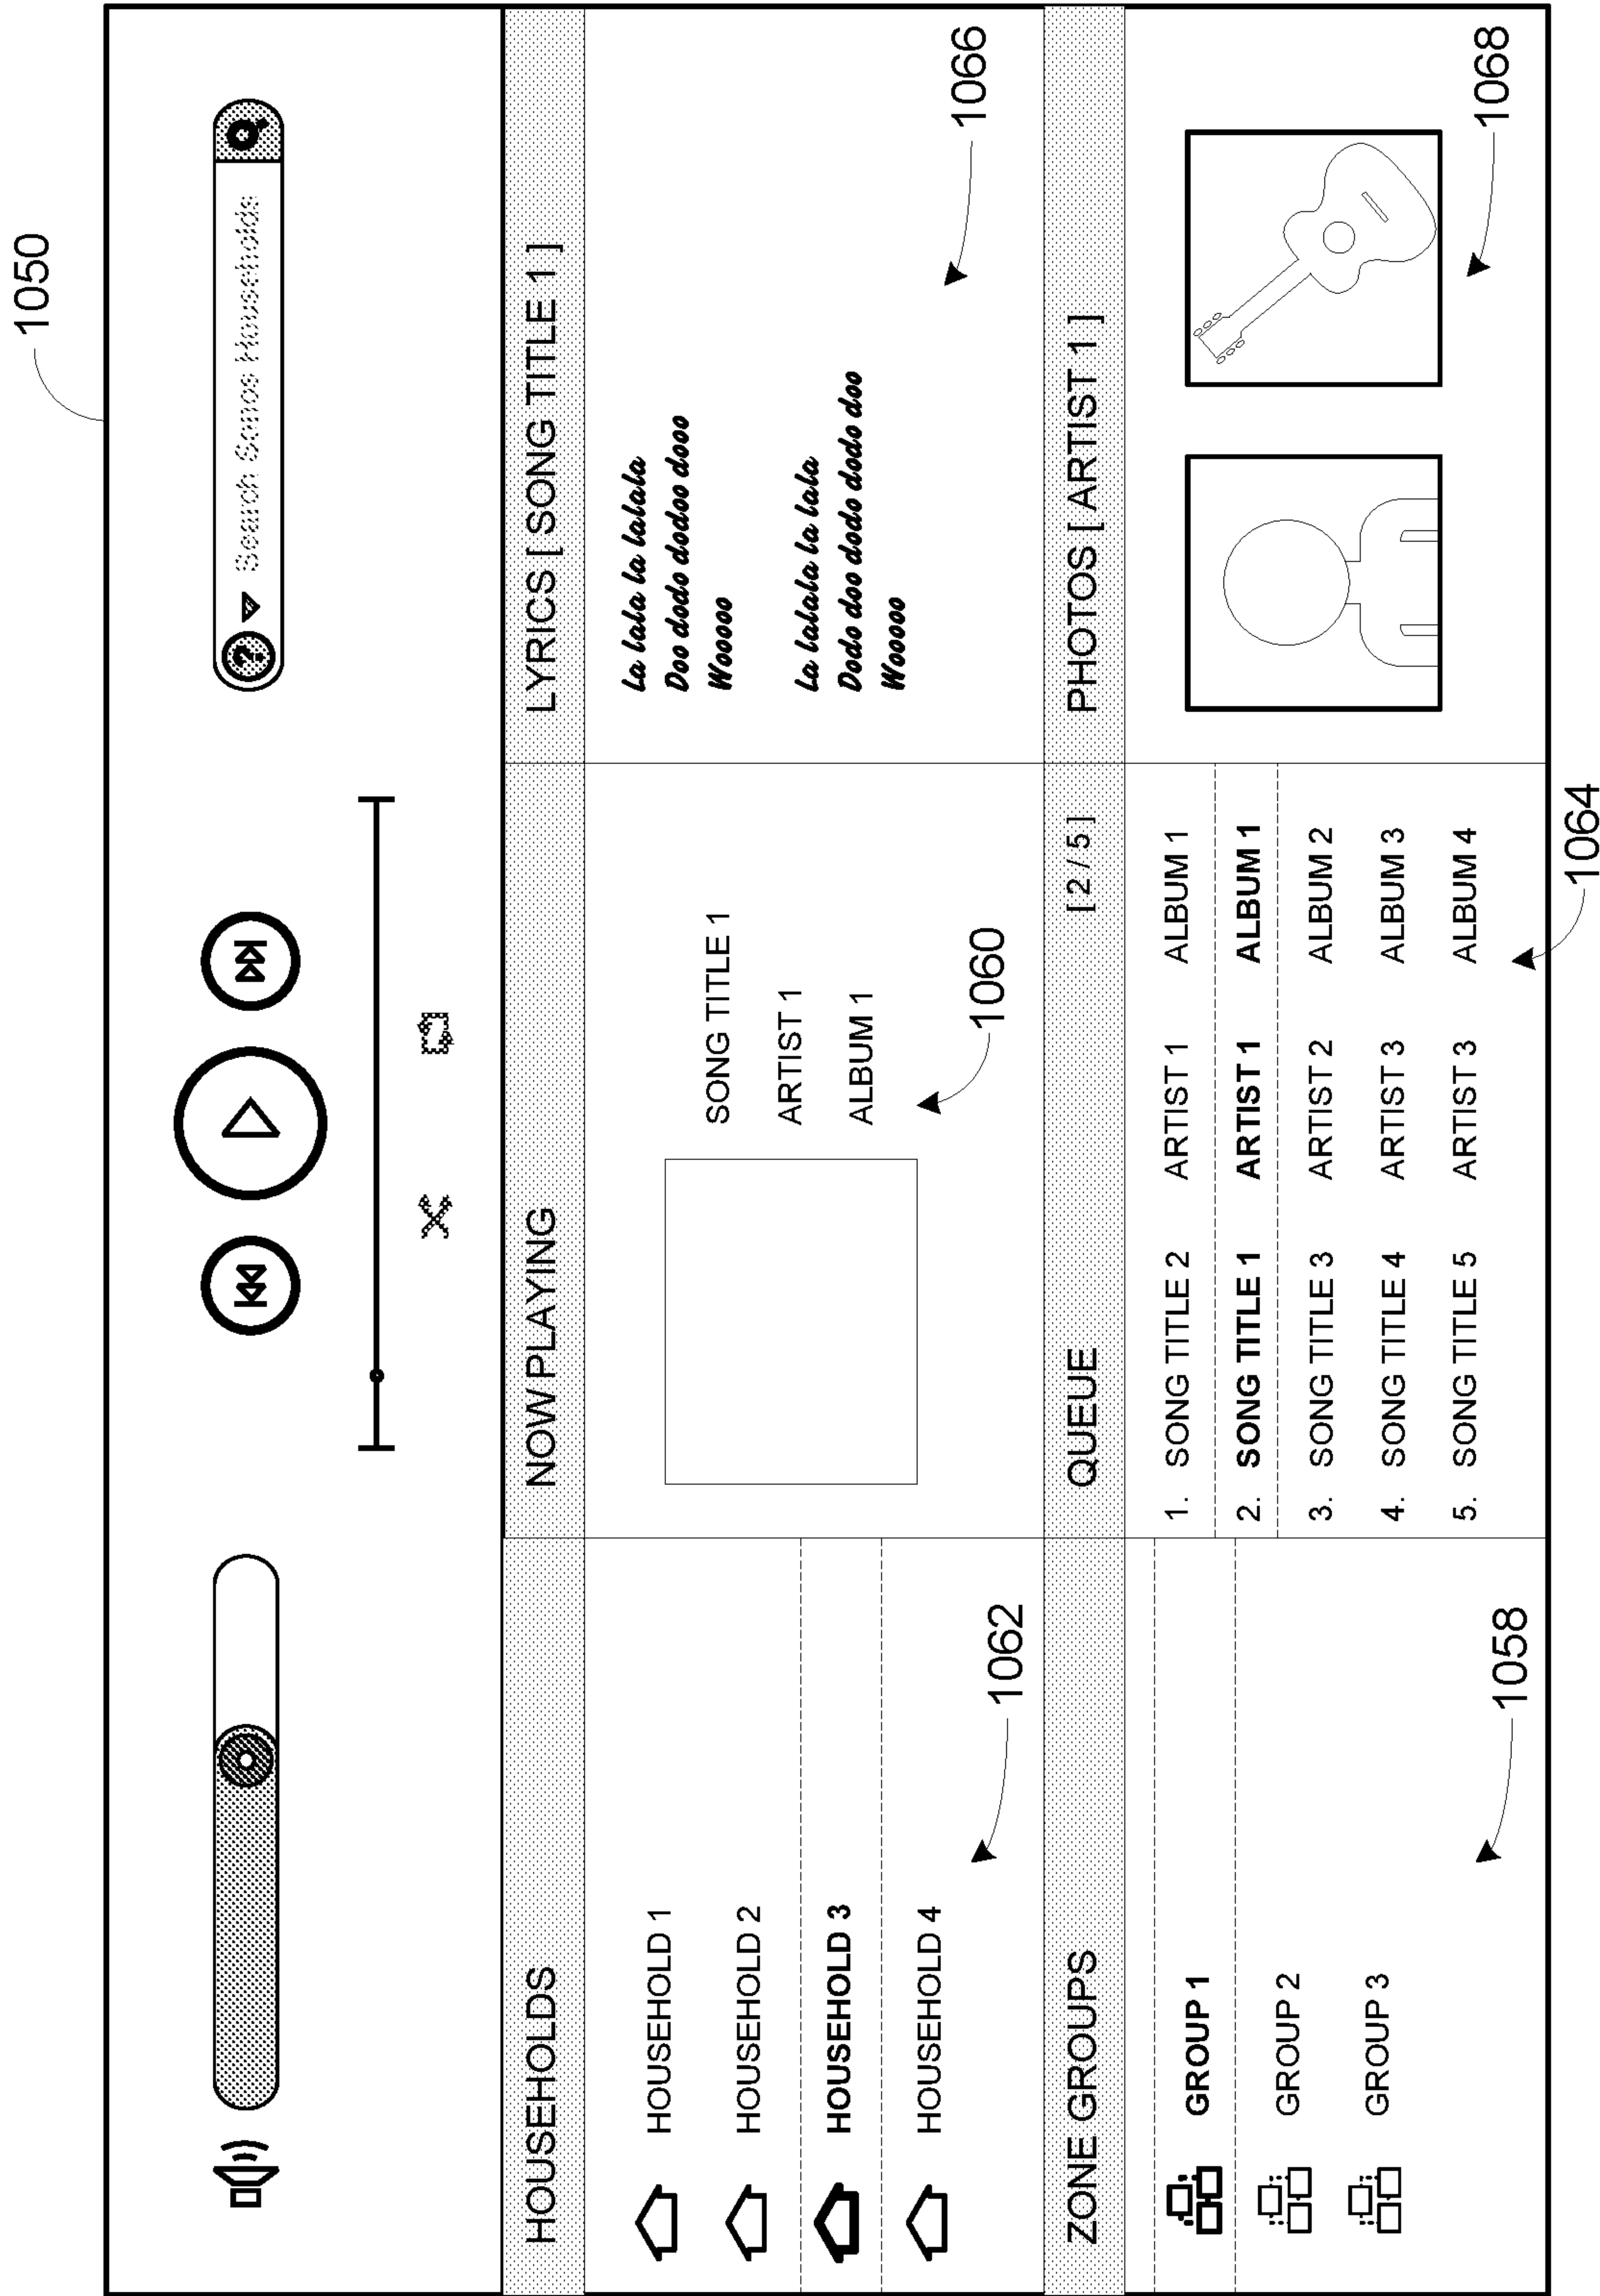 1050
Search Sonos Households
HOUSEHOLDS
HOUSEHOLD 1
HOUSEHOLD 2
HOUSEHOLD 3
HOUSEHOLD 4
1062
NOW PLAYING
SONG TITLE 1
ARTIST 1
ALBUM 1
1060
LYRICS [ SONG TITLE 1 ]
La lala la la lalala
Doo dodo dodoo dooo
Wooooo
La lalala la la lala
Dodo doo dodo dodo doo
Wooooo
1066
ZONE GROUPS
GROUP 1
GROUP 2
GROUP 3
1058
QUEUE [ 2 / 5 ]
1. SONG TITLE 2 ARTIST 1 ALBUM 1
2. SONG TITLE 1 ARTIST 1 ALBUM 1
3. SONG TITLE 3 ARTIST 2 ALBUM 2
4. SONG TITLE 4 ARTIST 3 ALBUM 3
5. SONG TITLE 5 ARTIST 3 ALBUM 4
1064
PHOTOS [ ARTIST 1 ]
1068